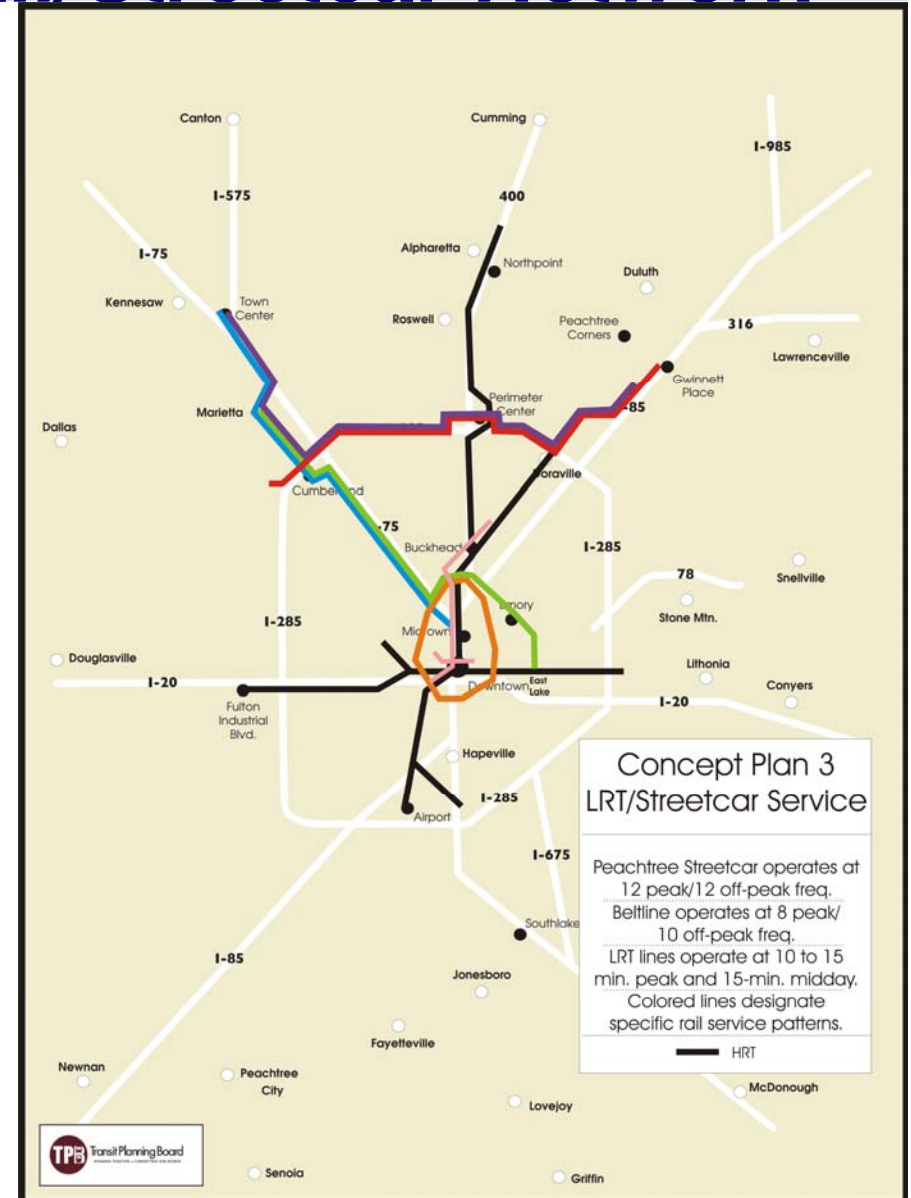 Canton
Cumming
I-985
I-575
400
I-75
Alpharetta
Northpoint
Duluth
Kennesaw
Town
Center
Roswell
Peachtree
Corners
316
Lawrenceville
Gwinnett
Place
Perimeter
Center
-85
Marietta
Dallas
Doraville
Cumberland
-75
Buckhead
I-285
78
Snellville
Emory
Stone Mtn.
I-285
Midtown
Douglasville
Lithonia
I-20
Downtown
East
Lake
Conyers
I-20
Fulton
Industrial
Blvd.
Hapeville
I-285
Airport
Concept Plan 3
LRT/Streetcar Service
I-675
Peachtree Streetcar operates at
12 peak/12 off-peak freq.
Beltline operates at 8 peak/
10 off-peak freq.
LRT lines operate at 10 to 15
min. peak and 15-min. midday.
Colored lines designate
specific rail service patterns.
HRT
Southlake
I-85
Jonesboro
Fayetteville
Newnan
Peachtree
City
McDonough
Lovejoy
TPB Transit Planning Board
Senoia
Griffin